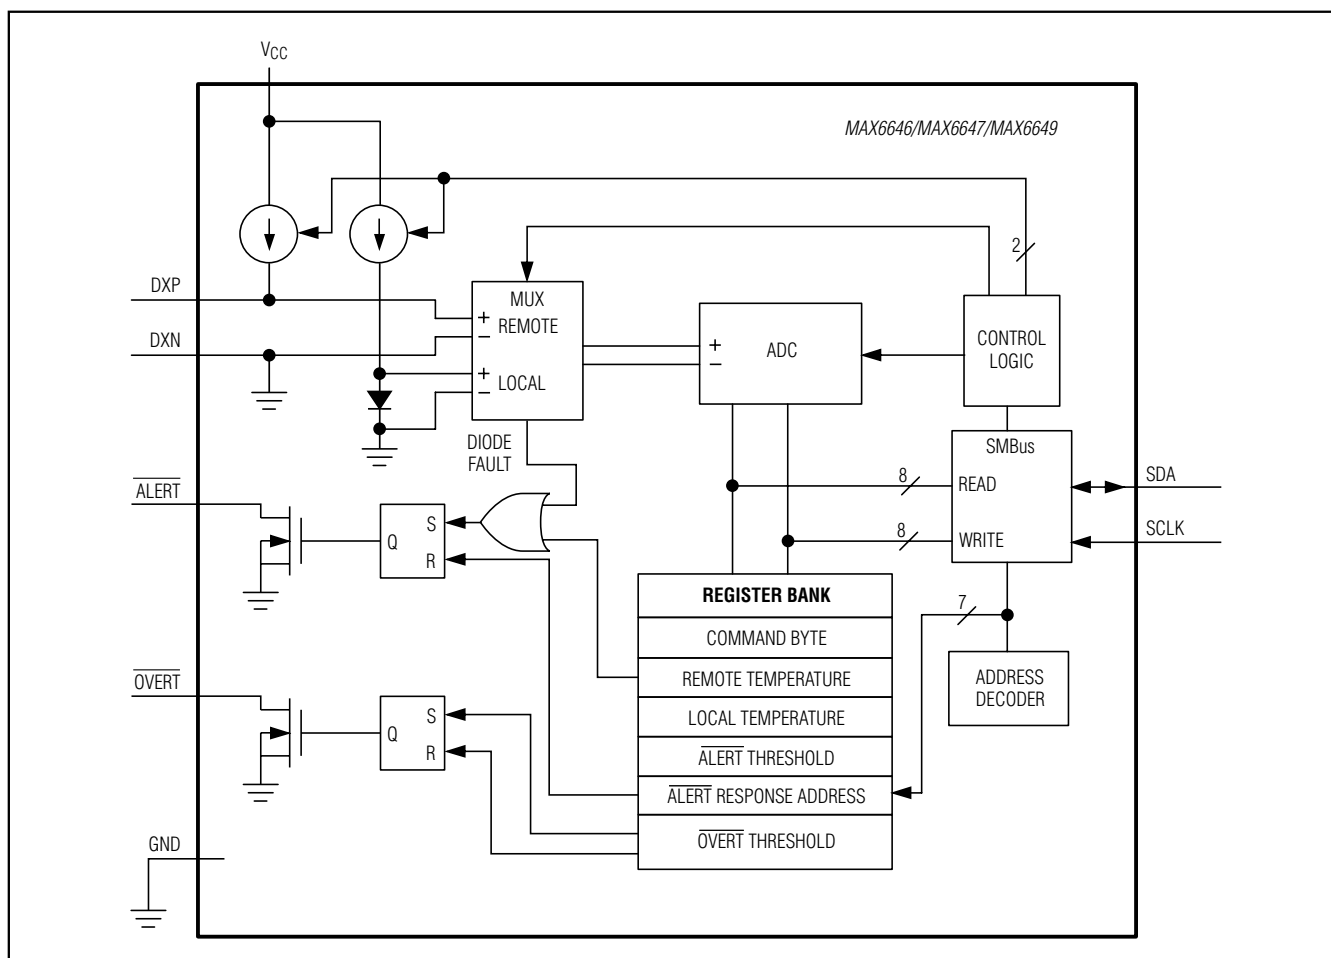 VCC
MAX6646/MAX6647/MAX6649
2
DXP
DXN
MUX
+
REMOTE
−
+
LOCAL
−
+
ADC
−
CONTROL
LOGIC
DIODE
FAULT
SMBus
8
READ
SDA
8
WRITE
SCLK
ALERT
S
Q
R
REGISTER BANK
COMMAND BYTE
REMOTE TEMPERATURE
LOCAL TEMPERATURE
ALERT THRESHOLD
ALERT RESPONSE ADDRESS
OVERT THRESHOLD
7
ADDRESS
DECODER
OVERT
S
Q
R
GND